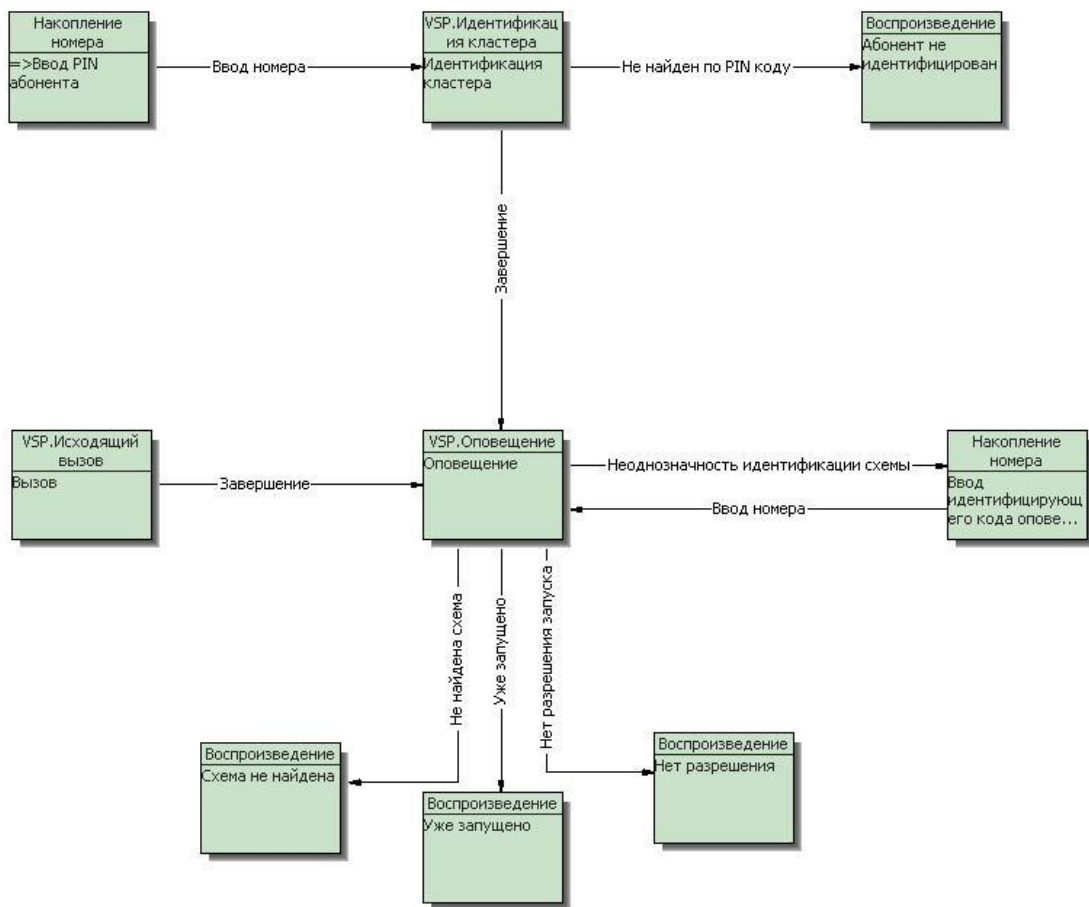 Накопление
номера
=>Ввод PIN
абонента
Ввод номера
VSP.Идентификац
ия кластера
Идентификация
кластера
Не найден по PIN коду
Воспроизведение
Абонент не
идентифицирован
Завершение
VSP.Исходящий
вызов
Вызов
Завершение
VSP.Оповещение
Оповещение
Неоднозначность идентификации схемы
Ввод номера
Накопление
номера
Ввод
идентифицирующ
его кода опове...
Не найдена схема
Уже запущено
Нет разрешения запуска
Воспроизведение
Схема не найдена
Воспроизведение
Уже запущено
Воспроизведение
Нет разрешения